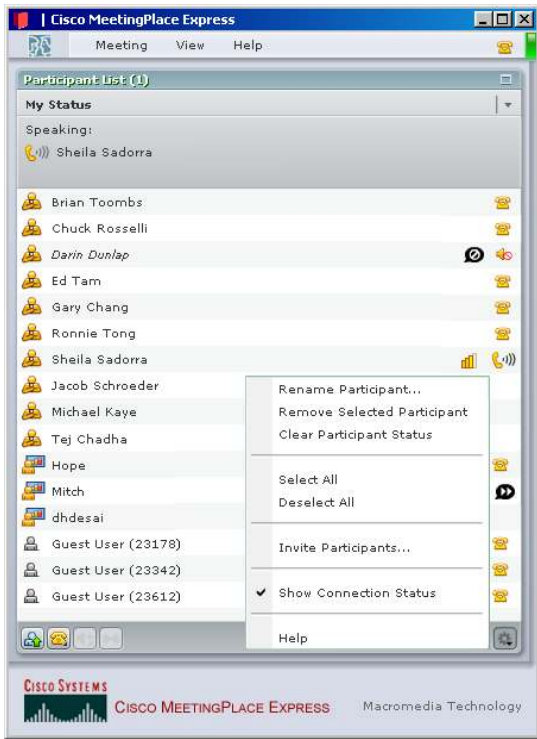 Cisco MeetingPlace Express
Meeting View Help
Participant List (1)
My Status
Speaking:
Sheila Sadorra
Brian Toombs
Chuck Rosselli
Darin Dunlap
Ed Tam
Gary Chang
Ronnie Tong
Sheila Sadorra
Jacob Schroeder
Michael Kaye
Tej Chadha
Hope
Mitch
dhdesai
Guest User (23178)
Guest User (23342)
Guest User (23612)
Rename Participant...
Remove Selected Participant
Clear Participant Status
Select All
Deselect All
Invite Participants...
Show Connection Status
Help
CISCO SYSTEMS
CISCO MEETINGPLACE EXPRESS
Macromedia Technology